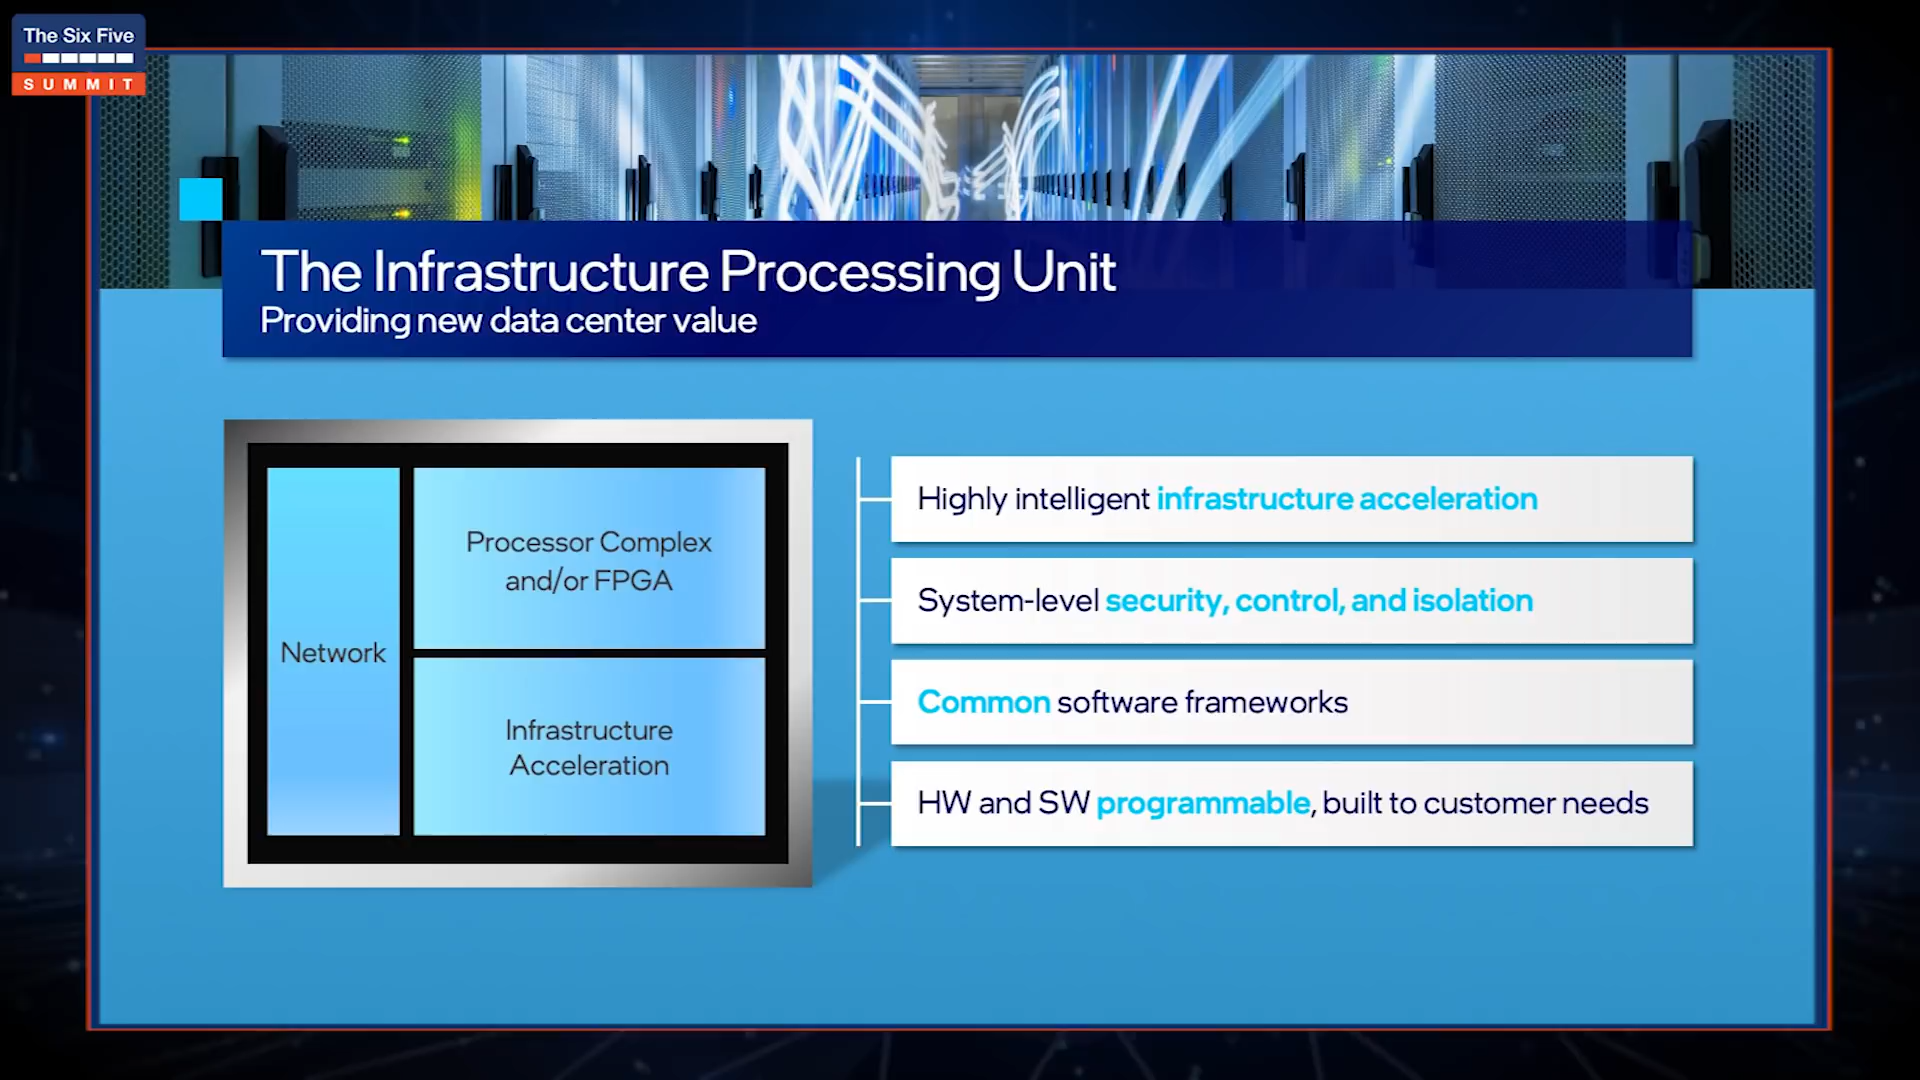 The Six Five
SUMMIT
The Infrastructure Processing Unit
Providing new data center value
Network
Processor Complex
and/or FPGA
Infrastructure
Acceleration
Highly intelligent infrastructure acceleration
System-level security, control, and isolation
Common software frameworks
HW and SW programmable, built to customer needs